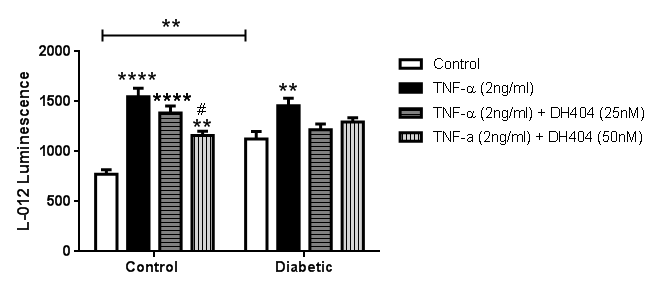 **
2000
1500
1000
500
0
L-012 Luminescence
****
****
#
**
**
Control
Diabetic
Control
TNF-α (2ng/ml)
TNF-α (2ng/ml) + DH404 (25nM)
TNF-a (2ng/ml) + DH404 (50nM)